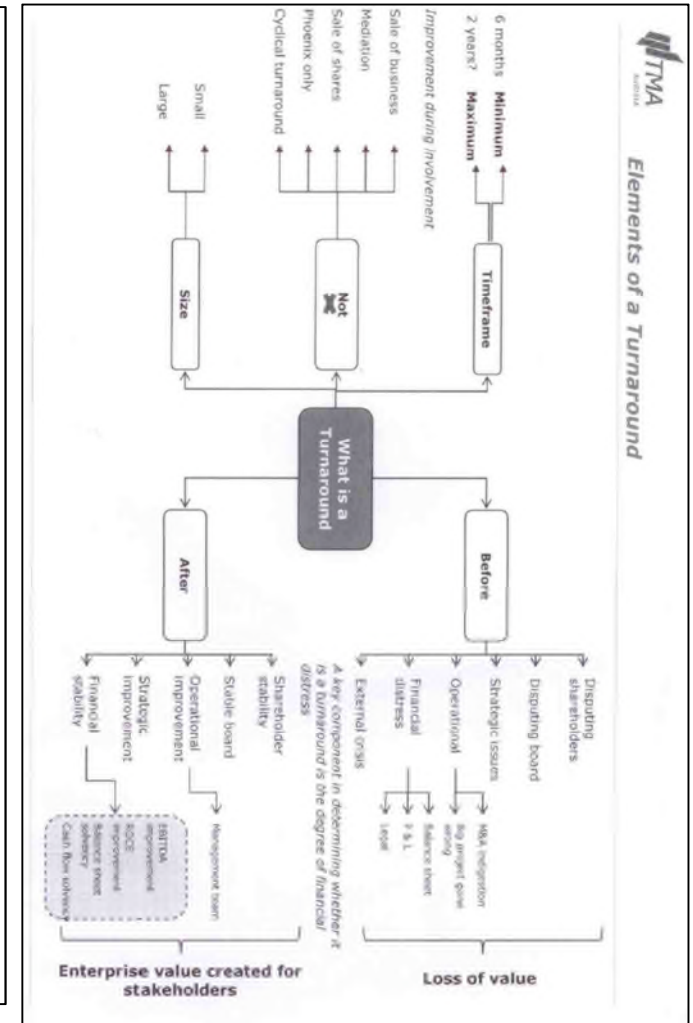 TMA
AUSTRALIA
Elements of a Turnaround
6 months Minimum
2 years? Maximum
Improvement during involvement
Timeframe
Sale of business
Mediation
Sale of shares
Phoenix only
Cyclical turnaround
Not
Small
Large
Size
What is a
Turnaround
Before
Disputing
shareholders
Disputing board
Strategic issues
Operational
M&A indigestion
Big project gone
wrong
Financial
distress
Balance sheet
P & L
Legal
External crisis
Loss of value
A key component in determining whether it
is a turnaround is the degree of financial
distress
After
Shareholder
stability
Stable board
Operational
improvement
Management team
Strategic
improvement
Financial
stability
EBITDA
improvement
ROCE
improvement
Balance sheet
solvency
Cash flow solvency
Enterprise value created for
stakeholders